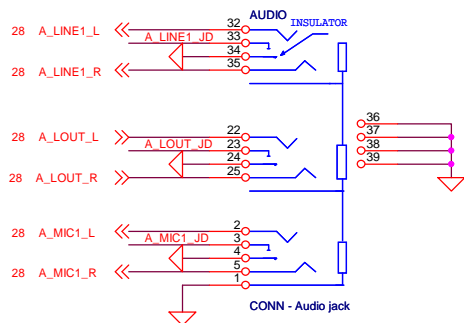 AUDIO
INSULATOR
28 A_LINE1_L 32
A_LINE1_JD 33
34
28 A_LINE1_R 35
36
37
38
39
28 A_LOUT_L 22
A_LOUT_JD 23
24
28 A_LOUT_R 25
28 A_MIC1_L 2
A_MIC1_JD 3
4
28 A_MIC1_R 5
1
CONN - Audio jack